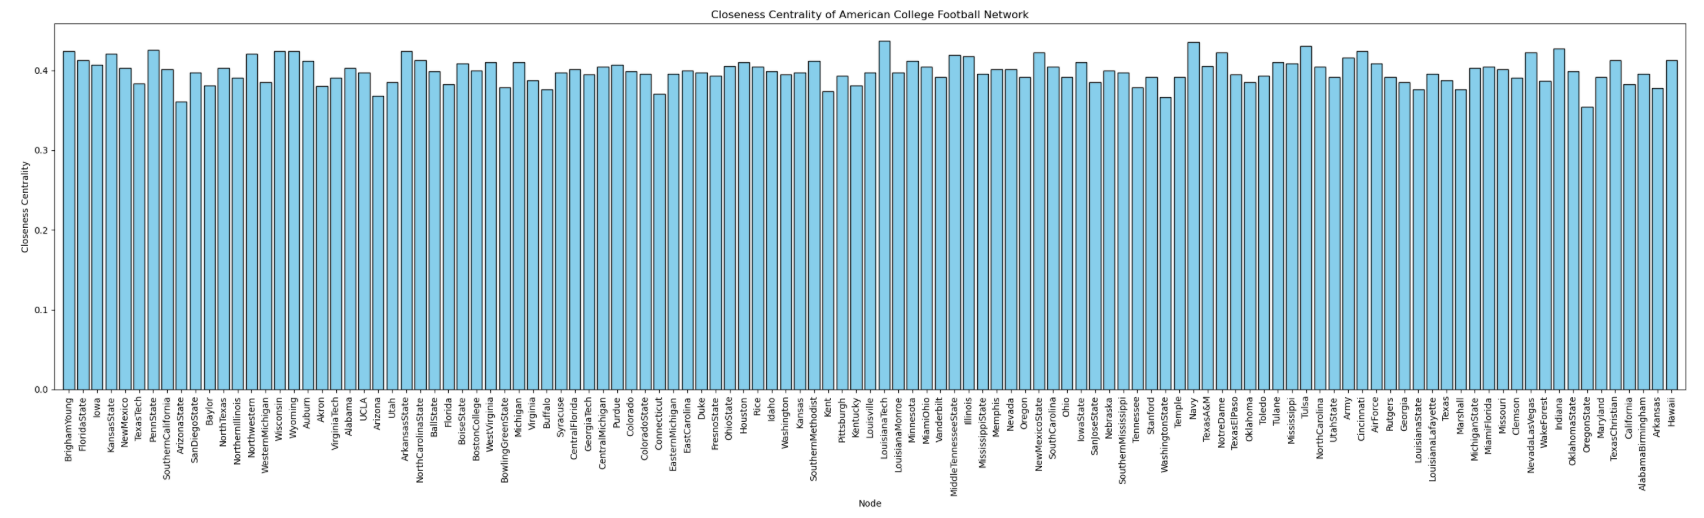 Closeness Centrality of American College Football Network
Closeness Centrality
0.4
0.3
0.2
0.1
0.0
BrighamYoung
FloridaState
Iowa
KansasState
NewMexico
TexasTech
PennState
SouthernCalifornia
ArizonaState
SanDiegoState
Baylor
NorthTexas
NorthernIllinois
Northwestern
WesternMichigan
Wisconsin
Wyoming
Auburn
Akron
VirginiaTech
Alabama
UCLA
Arizona
Utah
ArkansasState
NorthCarolinaState
BallState
Florida
BoiseState
BostonCollege
WestVirginia
BowlingGreenState
Michigan
Virginia
Buffalo
Syracuse
CentralFlorida
GeorgiaTech
CentralMichigan
Purdue
Colorado
ColoradoState
Connecticut
EasternMichigan
EastCarolina
Duke
FresnoState
OhioState
Houston
Rice
Idaho
Washington
Kansas
SouthernMethodist
Kent
Pittsburgh
Kentucky
Louisville
LouisianaTech
LouisianaMonroe
Minnesota
MiamiOhio
Vanderbilt
MiddleTennesseeState
Illinois
MississippiState
Memphis
Nevada
Oregon
NewMexicoState
SouthCarolina
Ohio
IowaState
SanJoseState
Nebraska
SouthernMississippi
Tennessee
Stanford
WashingtonState
Temple
Navy
TexasA&M
NotreDame
TexasElPaso
Oklahoma
Toledo
Tulane
Mississippi
Tulsa
NorthCarolina
UtahState
Army
Cincinnati
AirForce
Rutgers
Georgia
LouisianaState
LouisianaLafayette
Texas
Marshall
MichiganState
MiamiFlorida
Missouri
Clemson
NevadaLasVegas
WakeForest
Indiana
OklahomaState
OregonState
Maryland
TexasChristian
California
AlabamaBirmingham
Arkansas
Hawaii
Node